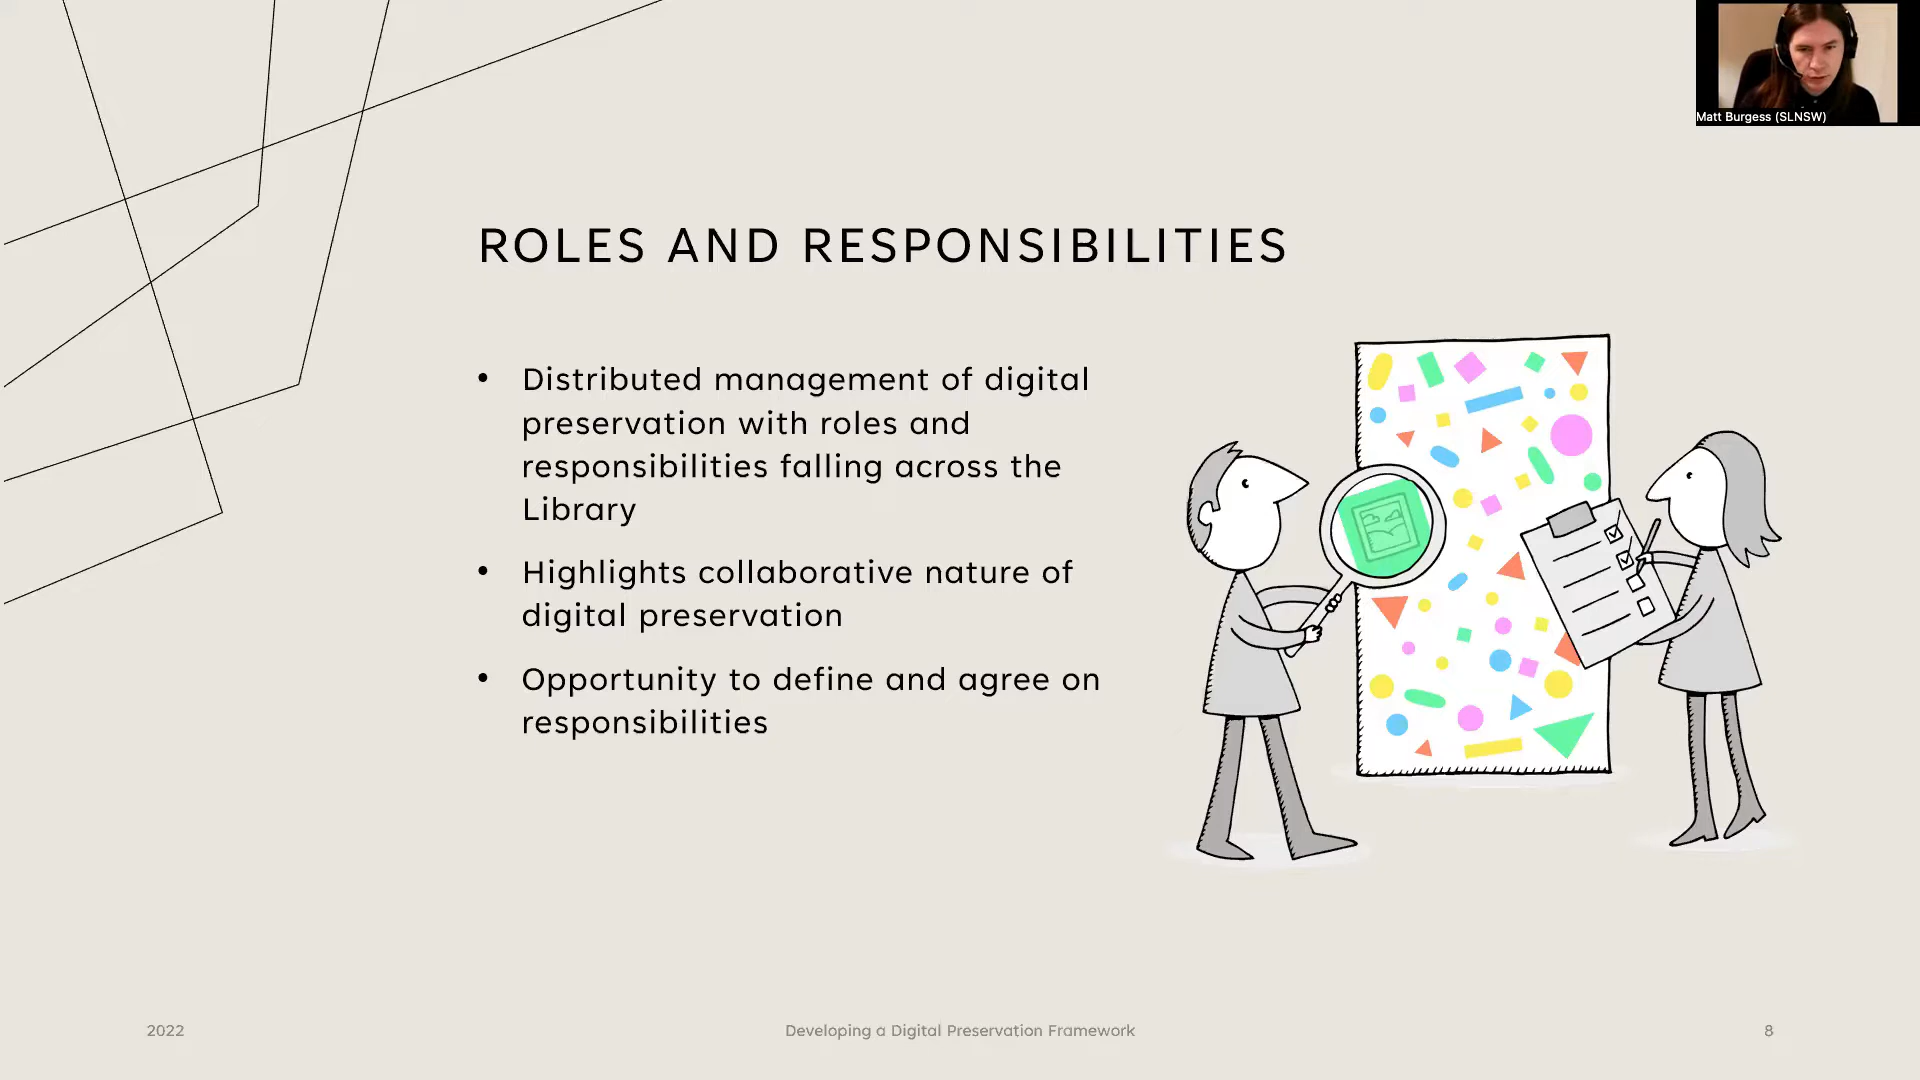 Matt Burgess (SLNSW)
ROLES AND RESPONSIBILITIES
• Distributed management of digital
preservation with roles and
responsibilities falling across the
Library
• Highlights collaborative nature of
digital preservation
• Opportunity to define and agree on
responsibilities
2022
Developing a Digital Preservation Framework
8